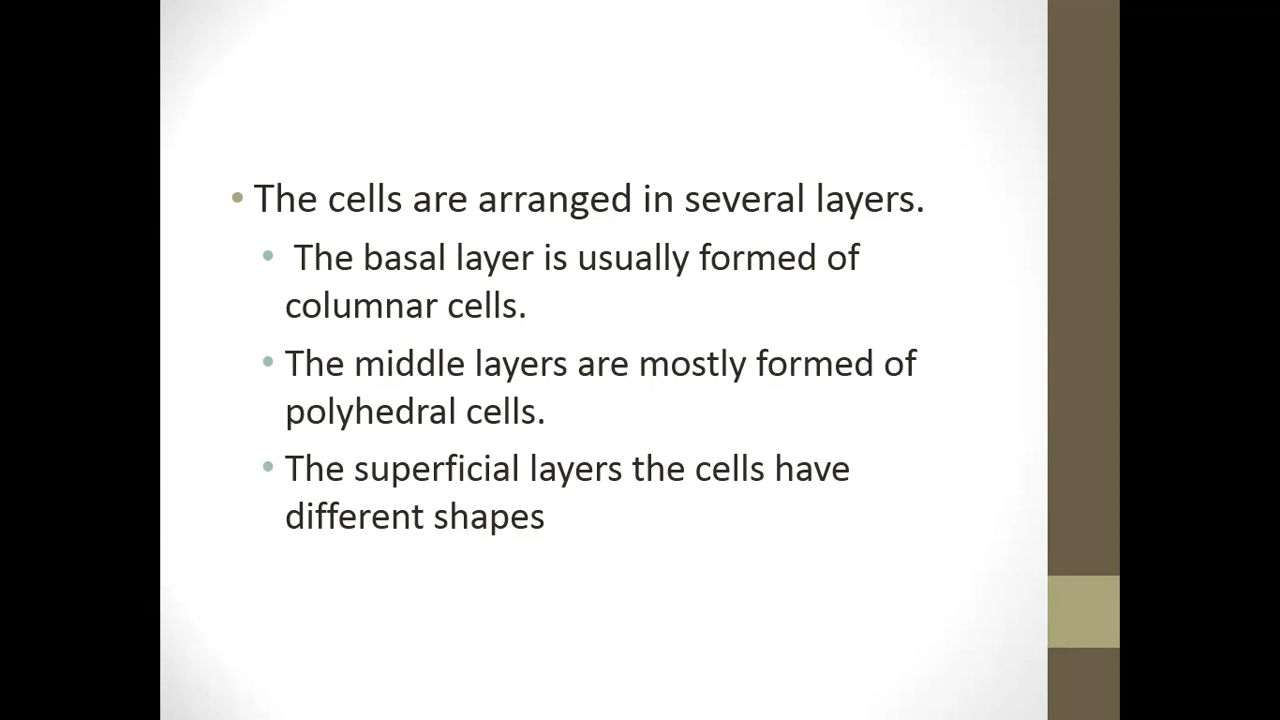 • The cells are arranged in several layers.
• The basal layer is usually formed of
columnar cells.
• The middle layers are mostly formed of
polyhedral cells.
• The superficial layers the cells have
different shapes